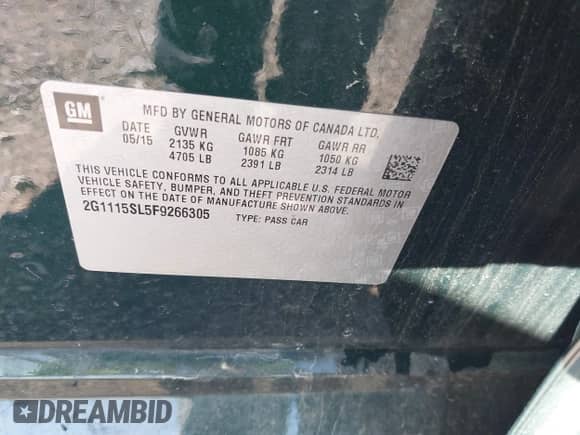 GM
MFD BY GENERAL MOTORS OF CANADA LTD.
DATE GVWR GAWR FRT GAWR RR
05/15 2135 KG 1085 KG 1050 KG
4705 LB 2391 LB 2314 LB
THIS VEHICLE CONFORMS TO ALL APPLICABLE U.S. FEDERAL MOTOR
VEHICLE SAFETY, BUMPER, AND THEFT PREVENTION STANDARDS IN
EFFECT ON THE DATE OF MANUFACTURE SHOWN ABOVE.
2G1115SL5F9266305 TYPE: PASS CAR
DREAMBID